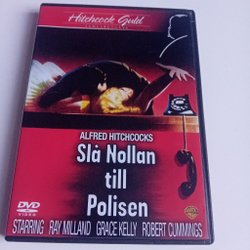 Hitchcock Guld
ALFRED HITCHCOCKS
Slå Nollan
till
Polisen
DVD
VIDEO
STARRING RAY MILLAND GRACE KELLY ROBERT CUMMINGS